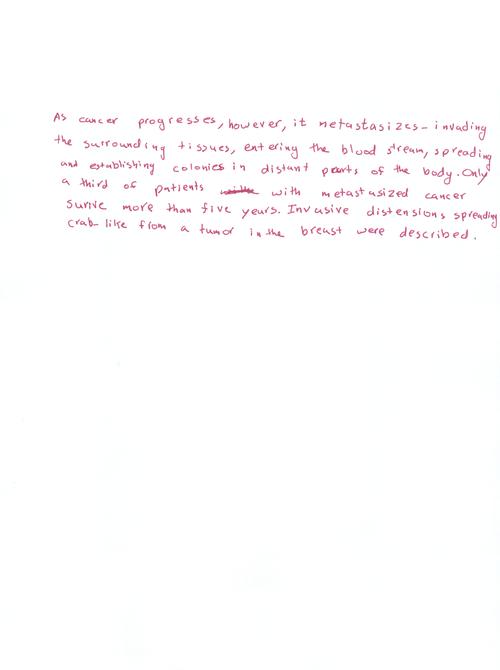 As cancer progresses, however, it metastasizes- invading
the surrounding tissues, entering the blood stream, spreading
and establishing colonies in distant parts of the body. Only
a third of patients with metastasized cancer
surive more than five years. Invasive distensions spreading
crab-like from a tumor in the breast were described.